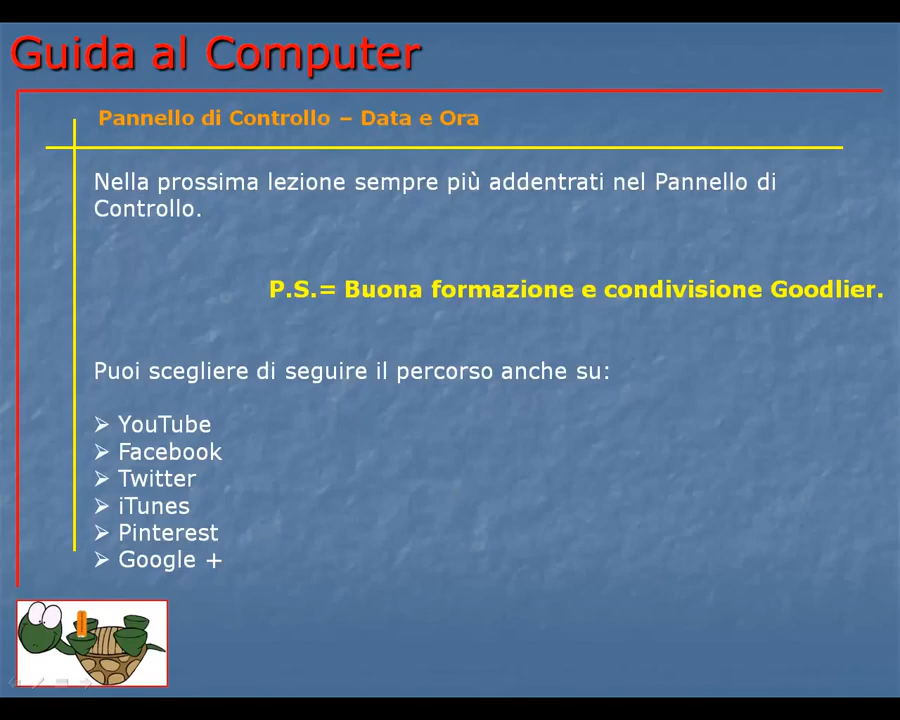 Guida al Computer
Pannello di Controllo – Data e Ora
Nella prossima lezione sempre più addentrati nel Pannello di
Controllo.
P.S.= Buona formazione e condivisione Goodlier.
Puoi scegliere di seguire il percorso anche su:
➢ YouTube
➢ Facebook
➢ Twitter
➢ iTunes
➢ Pinterest
➢ Google +